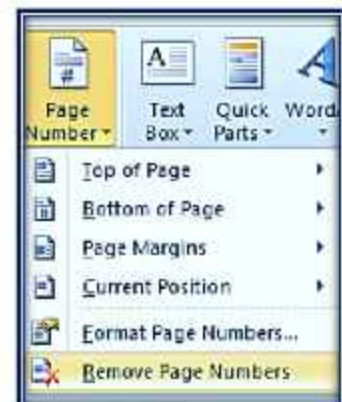 Page Number
Text Box
Quick Parts
Word
Top of Page
Bottom of Page
Page Margins
Current Position
Format Page Numbers...
Remove Page Numbers